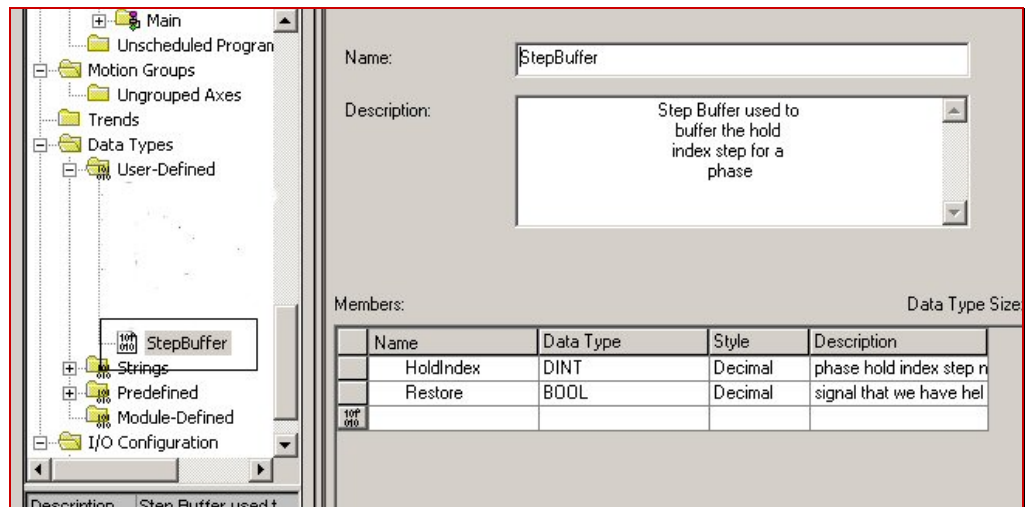 Main
Unscheduled Progran
Motion Groups
Ungrouped Axes
Trends
Data Types
User-Defined
StepBuffer
Strings
Predefined
Module-Defined
I/O Configuration
Description Step Buffer used t
Name: StepBuffer
Description: Step Buffer used to
buffer the hold
index step for a
phase
Members: Data Type Size:
Name Data Type Style Description
HoldIndex DINT Decimal phase hold index step n
Restore BOOL Decimal signal that we have hel